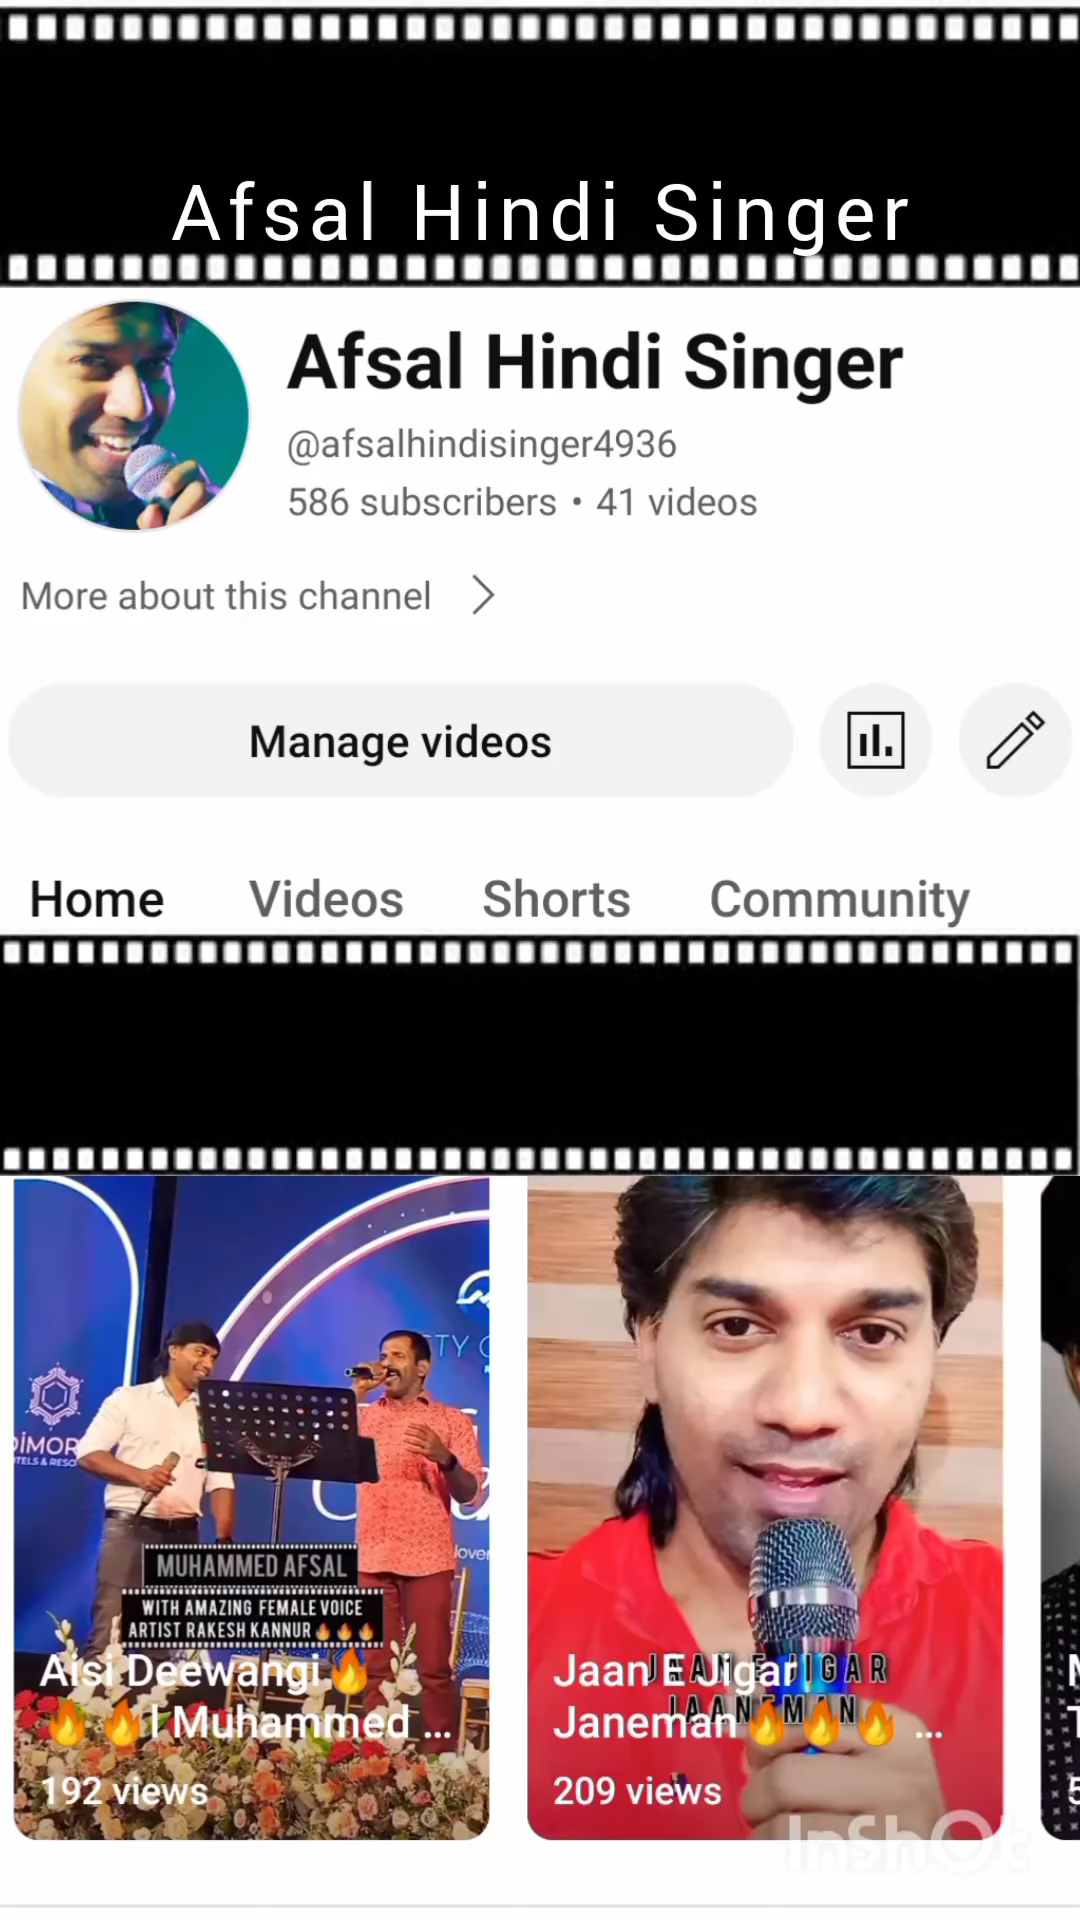 Afsal Hindi Singer
Afsal Hindi Singer
@afsalhindisinger4936
586 subscribers • 41 videos
More about this channel
Manage videos
Home Videos Shorts Community
MUHAMMED AFSAL
WITH AMAZING FEMALE VOICE
ARTIST RAKESH KANNUR🔥🔥🔥
Aisi Deewangi🔥
🔥🔥| Muhammed ...
192 views
JAAN E JIGAR
JAANEMAN
Jaan E Jigar
Janeman🔥🔥🔥 ...
209 views
InShOt